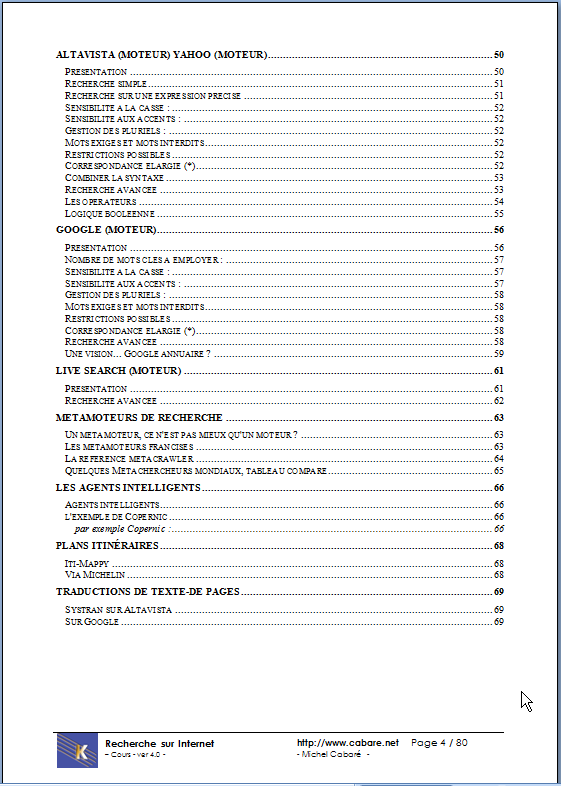 ALTAVISTA (MOTEUR) YAHOO (MOTEUR) 50
PRESENTATION 50
RECHERCHE SIMPLE 51
RECHERCHE SUR UNE EXPRESSION PRECISE 51
SENSIBILITE A LA CASSE : 52
SENSIBILITE AUX ACCENTS : 52
GESTION DES PLURIELS : 52
MOTS EXIGES ET MOTS INTERDITS 52
RESTRICTIONS POSSIBLES 52
CORRESPONDANCE ELARGIE (*) 52
COMBINER LA SYNTAXE 53
RECHERCHE AVANCEE 53
LES OPERATEURS 54
LOGIQUE BOOLEENNE 55
GOOGLE (MOTEUR) 56
PRESENTATION 56
NOMBRE DE MOTS CLES A EMPLOYER : 57
SENSIBILITE A LA CASSE : 57
SENSIBILITE AUX ACCENTS : 57
GESTION DES PLURIELS : 58
MOTS EXIGES ET MOTS INTERDITS 58
RESTRICTIONS POSSIBLES 58
CORRESPONDANCE ELARGIE (*) 58
RECHERCHE AVANCEE 58
UNE VISION... GOOGLE ANNUAIRE ? 59
LIVE SEARCH (MOTEUR) 61
PRESENTATION 61
RECHERCHE AVANCEE 62
METAMOTEURS DE RECHERCHE 63
UN METAMOTEUR, CE N'EST PAS MIEUX QU'UN MOTEUR ? 63
LES METAMOTEURS FRANCISES 63
LA REFERENCE METACRAWLER 64
QUELQUES METACHERCHEURS MONDIAUX, TABLEAU COMPARE 65
LES AGENTS INTELLIGENTS 66
AGENTS INTELLIGENTS 66
L'EXEMPLE DE COPERNIC 66
par exemple Copernic : 66
PLANS ITINÉRAIRES 68
ITI-MAPPY 68
VIA MICHELIN 68
TRADUCTIONS DE TEXTE-DE PAGES 69
SYSTRAN SUR ALTAVISTA 69
SUR GOOGLE 69
K
Recherche sur Internet http://www.cabare.net Page 4 / 80
– Cours - ver 4.0 - - Michel Cabaré -